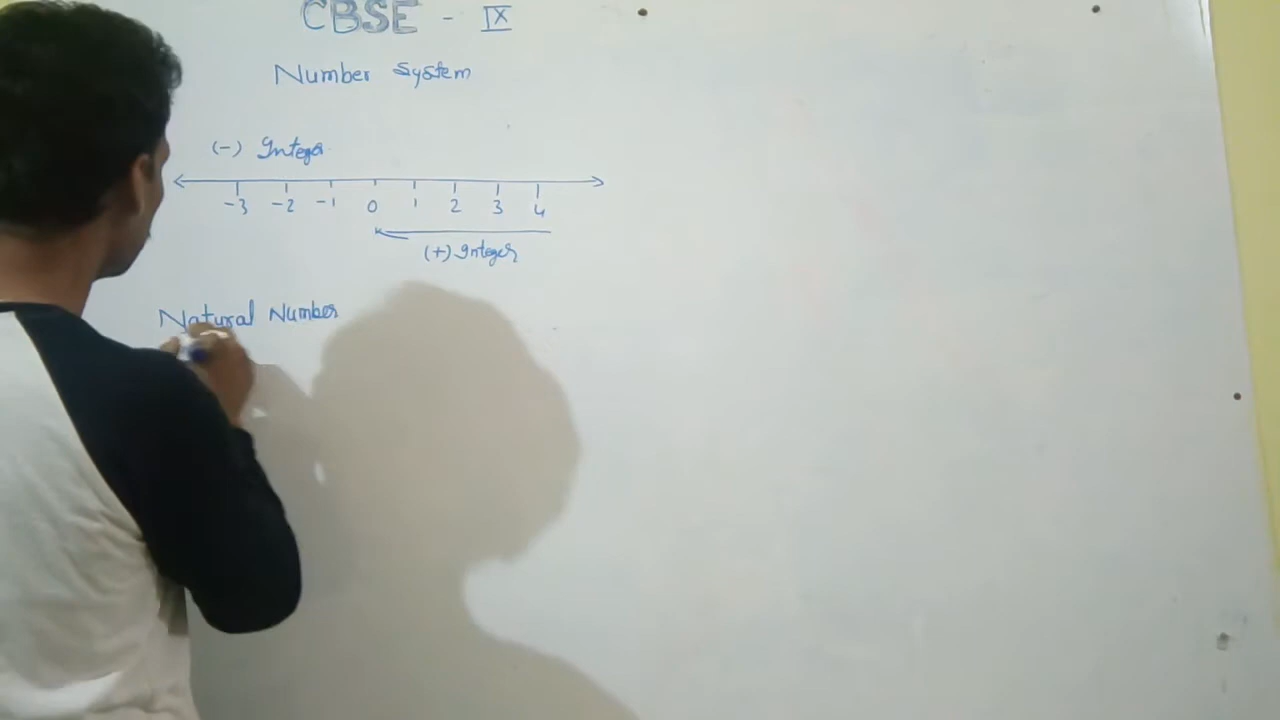 CBSE - IX
Number System
(-) Integer
-3 -2 -1 0 1 2 3 4
(+) Integer
Natural Number